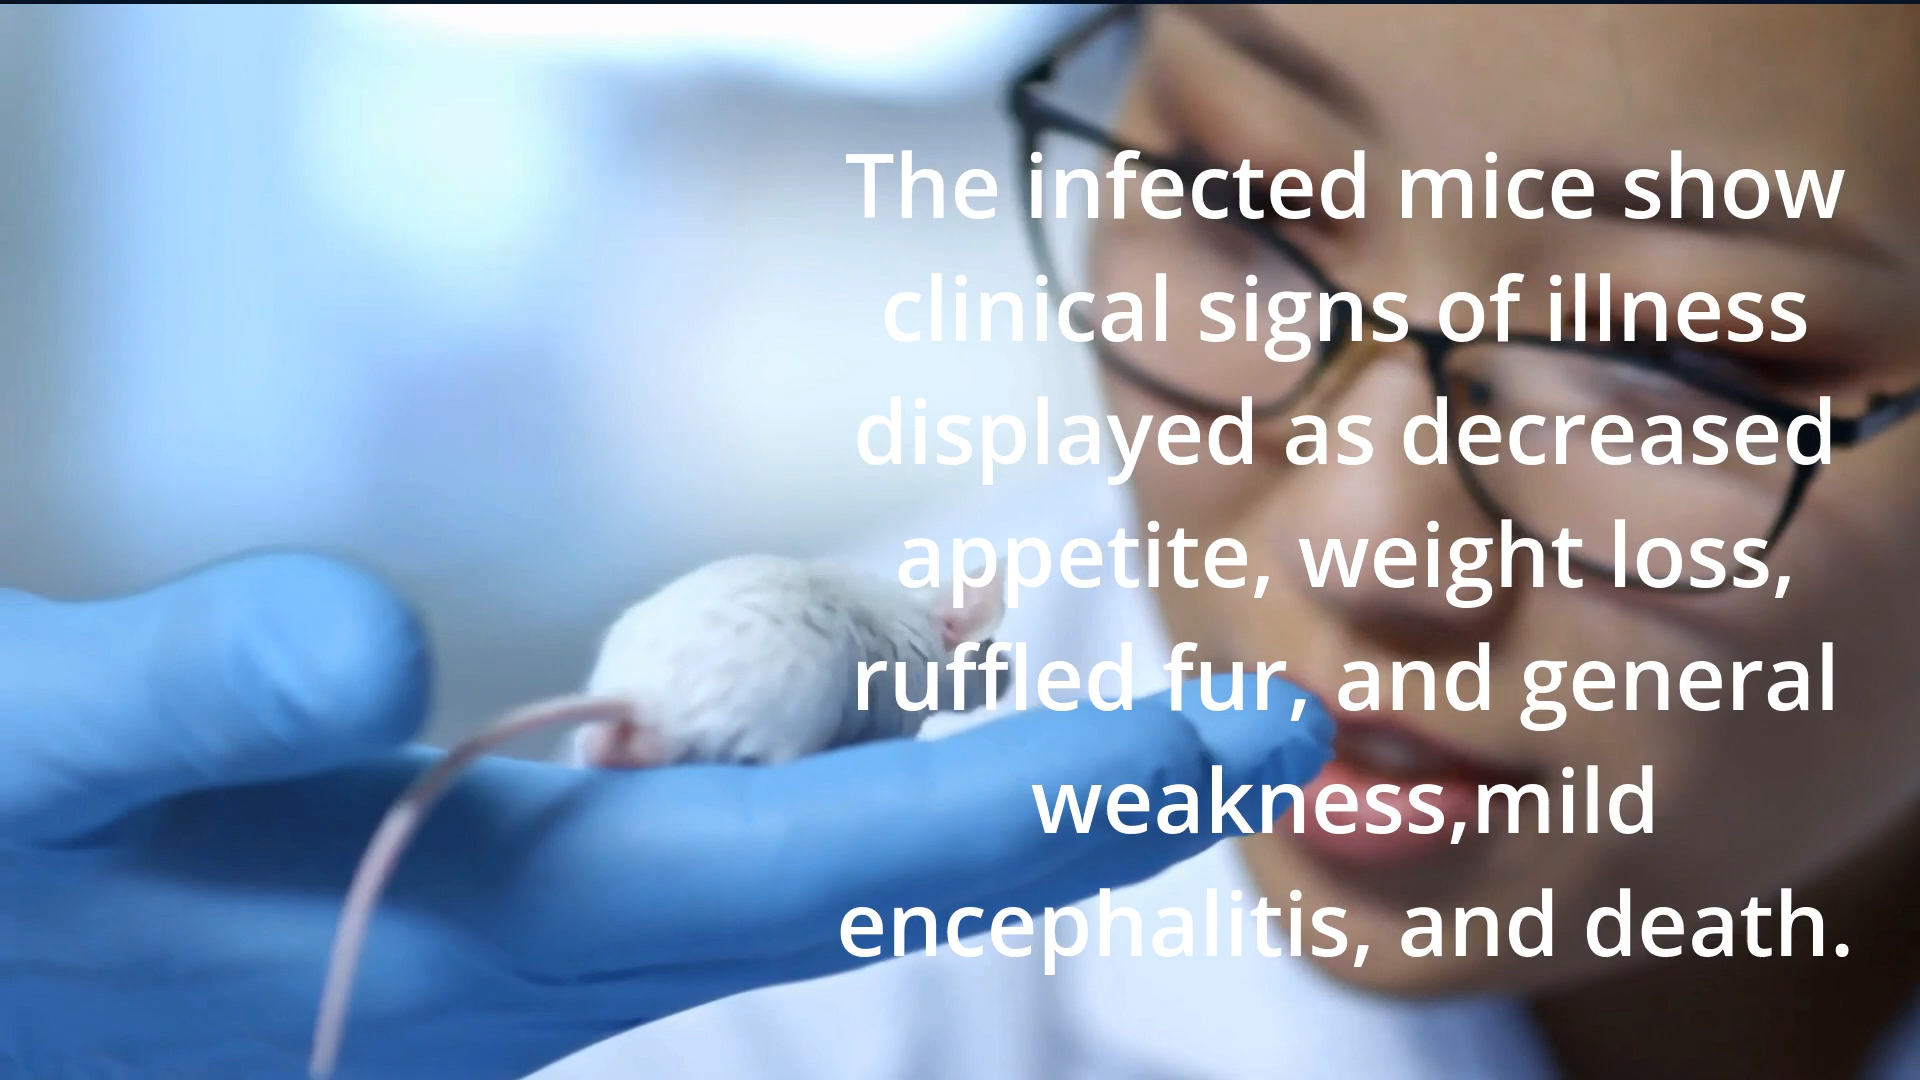 The infected mice show
clinical signs of illness
displayed as decreased
appetite, weight loss,
ruffled fur, and general
weakness,mild
encephalitis, and death.